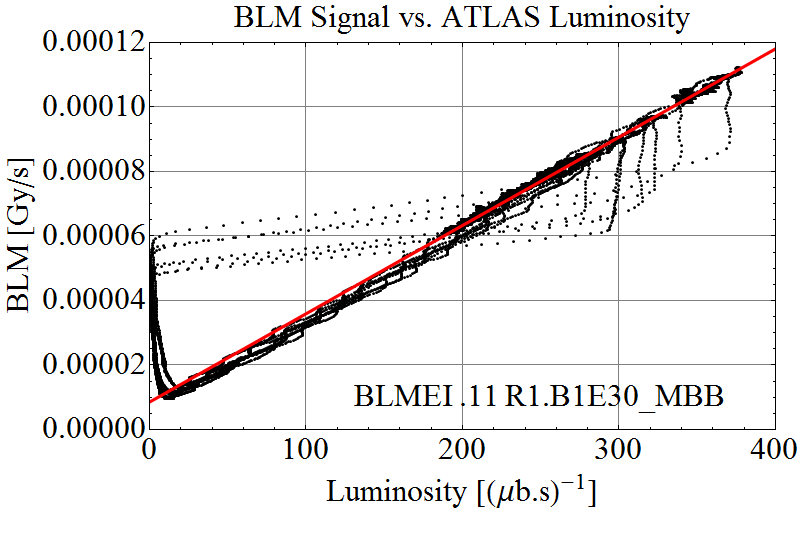 BLM Signal vs. ATLAS Luminosity
0.00012
0.00010
0.00008
0.00006
0.00004
0.00002
0.00000
BLM [Gy/s]
BLMEI .11 R1.B1E30_MBB
0 100 200 300 400
Luminosity [(μb.s)⁻¹]